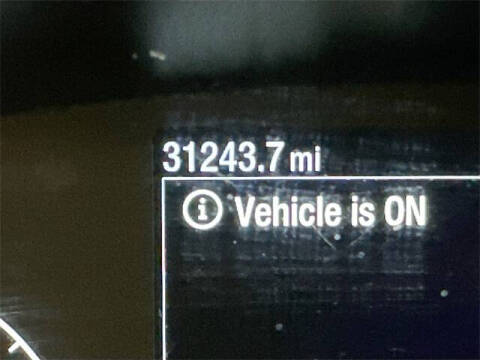 31243.7 mi
Vehicle is ON